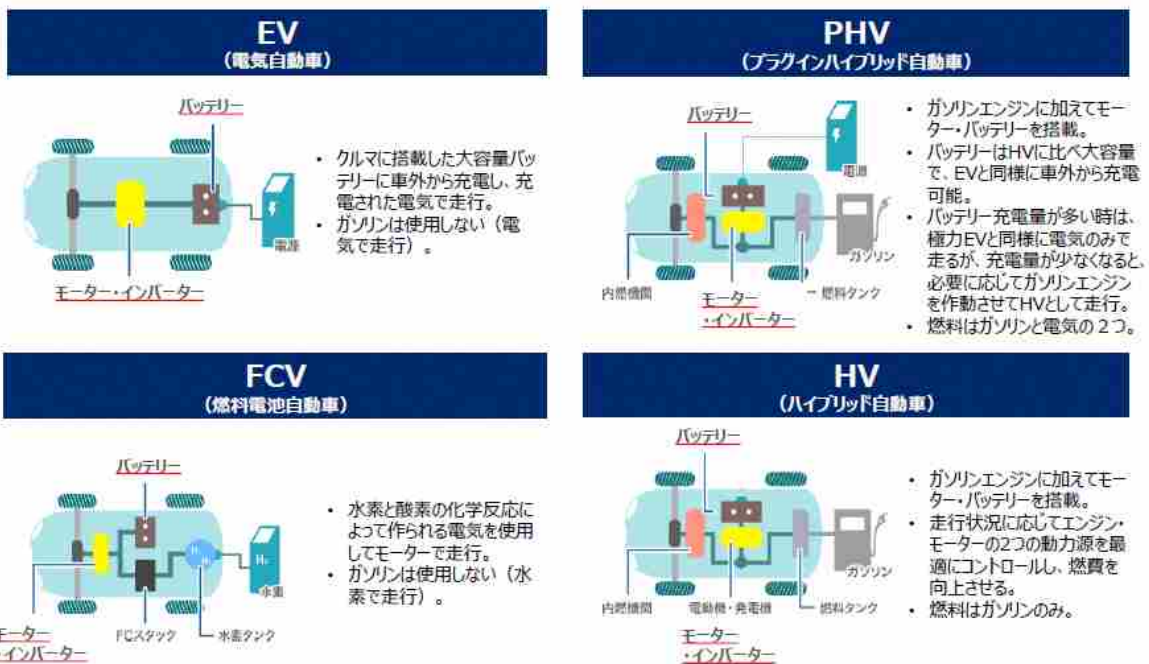 EV
（電気自動車）
バッテリー
電源
モーター・インバーター
• クルマに搭載した大容量バッ
テリーに車外から充電し、充
電された電気で走行。
• ガソリンは使用しない（電
気で走行）。
PHV
（プラグインハイブリッド自動車）
バッテリー
電源
ガソリン
内燃機関
モーター
・インバーター
燃料タンク
• ガソリンエンジンに加えてモー
ター・バッテリーを搭載。
• バッテリーはHVに比べ大容量
で、EVと同様に車外から充電
可能。
• バッテリー充電量が多い時は、
極力EVと同様に電気のみで
走るが、充電量が少なくなると、
必要に応じてガソリンエンジン
を作動させてHVとして走行。
• 燃料はガソリンと電気の２つ。
FCV
（燃料電池自動車）
バッテリー
H₂
H₂
水素
モーター
・インバーター
FCスタック
水素タンク
• 水素と酸素の化学反応に
よって作られる電気を使用
してモーターで走行。
• ガソリンは使用しない（水
素で走行）。
HV
（ハイブリッド自動車）
バッテリー
ガソリン
内燃機関
電動機・発電機
燃料タンク
モーター
・インバーター
• ガソリンエンジンに加えてモー
ター・バッテリーを搭載。
• 走行状況に応じてエンジン・
モーターの2つの動力源を最
適にコントロールし、燃費を
向上させる。
• 燃料はガソリンのみ。